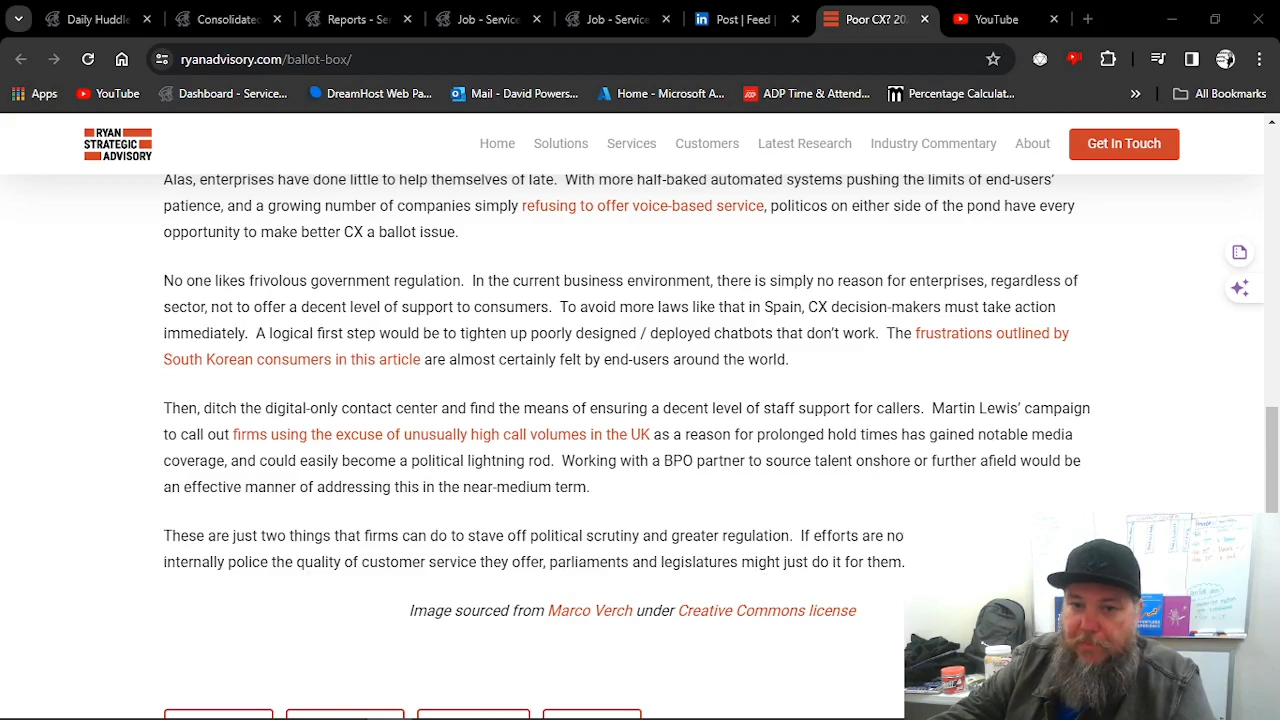 Daily Huddl
Consolidate
Reports - Se
Job - Service
Job - Service
Post | Feed |
Poor CX? 20
YouTube
ryanadvisory.com/ballot-box/
Apps
YouTube
Dashboard - Service...
DreamHost Web Pa...
Mail - David Powers...
Home - Microsoft A...
ADP Time & Attend...
Percentage Calculat...
All Bookmarks
RYAN
STRATEGIC
ADVISORY
Home
Solutions
Services
Customers
Latest Research
Industry Commentary
About
Get In Touch
Alas, enterprises have done little to help themselves of late. With more half-baked automated systems pushing the limits of end-users'
patience, and a growing number of companies simply refusing to offer voice-based service, politicos on either side of the pond have every
opportunity to make better CX a ballot issue.
No one likes frivolous government regulation. In the current business environment, there is simply no reason for enterprises, regardless of
sector, not to offer a decent level of support to consumers. To avoid more laws like that in Spain, CX decision-makers must take action
immediately. A logical first step would be to tighten up poorly designed / deployed chatbots that don't work. The frustrations outlined by
South Korean consumers in this article are almost certainly felt by end-users around the world.
Then, ditch the digital-only contact center and find the means of ensuring a decent level of staff support for callers. Martin Lewis' campaign
to call out firms using the excuse of unusually high call volumes in the UK as a reason for prolonged hold times has gained notable media
coverage, and could easily become a political lightning rod. Working with a BPO partner to source talent onshore or further afield would be
an effective manner of addressing this in the near-medium term.
These are just two things that firms can do to stave off political scrutiny and greater regulation. If efforts are no
internally police the quality of customer service they offer, parliaments and legislatures might just do it for them.
Image sourced from Marco Verch under Creative Commons license